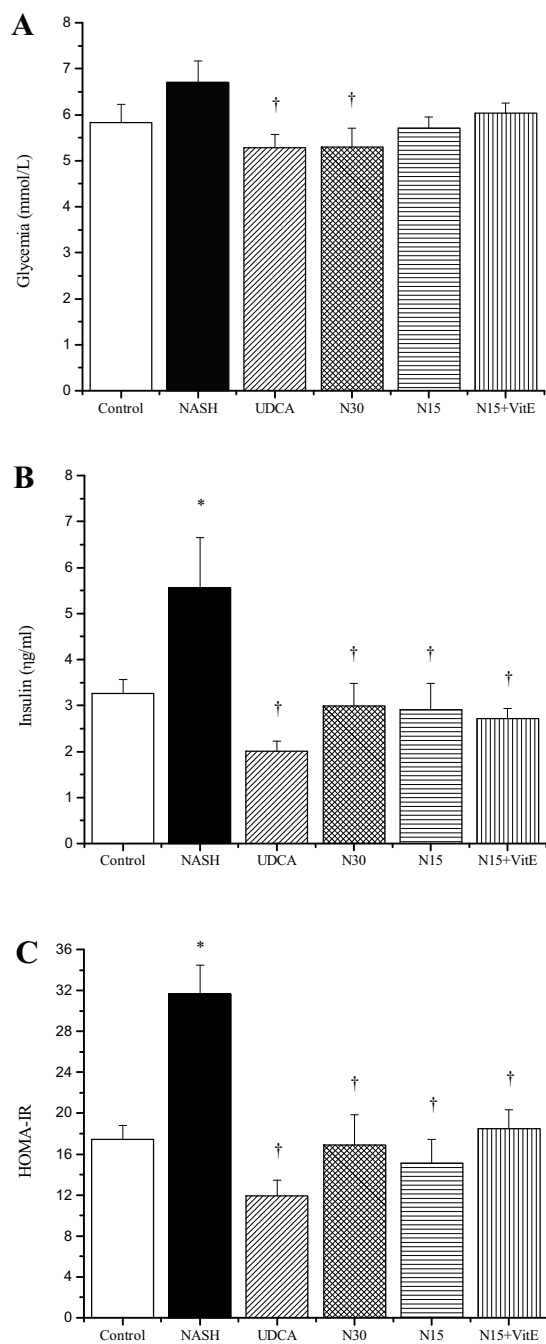 A
8
7
6
5
4
3
2
1
0
Glycemia (mmol/L)
† †
Control NASH UDCA N30 N15 N15+VitE
B
8
7
6
5
4
3
2
1
0
Insulin (ηg/ml)
*
† † † †
Control NASH UDCA N30 N15 N15+VitE
C
36
32
28
24
20
16
12
8
4
0
HOMA-IR
*
† † † †
Control NASH UDCA N30 N15 N15+VitE